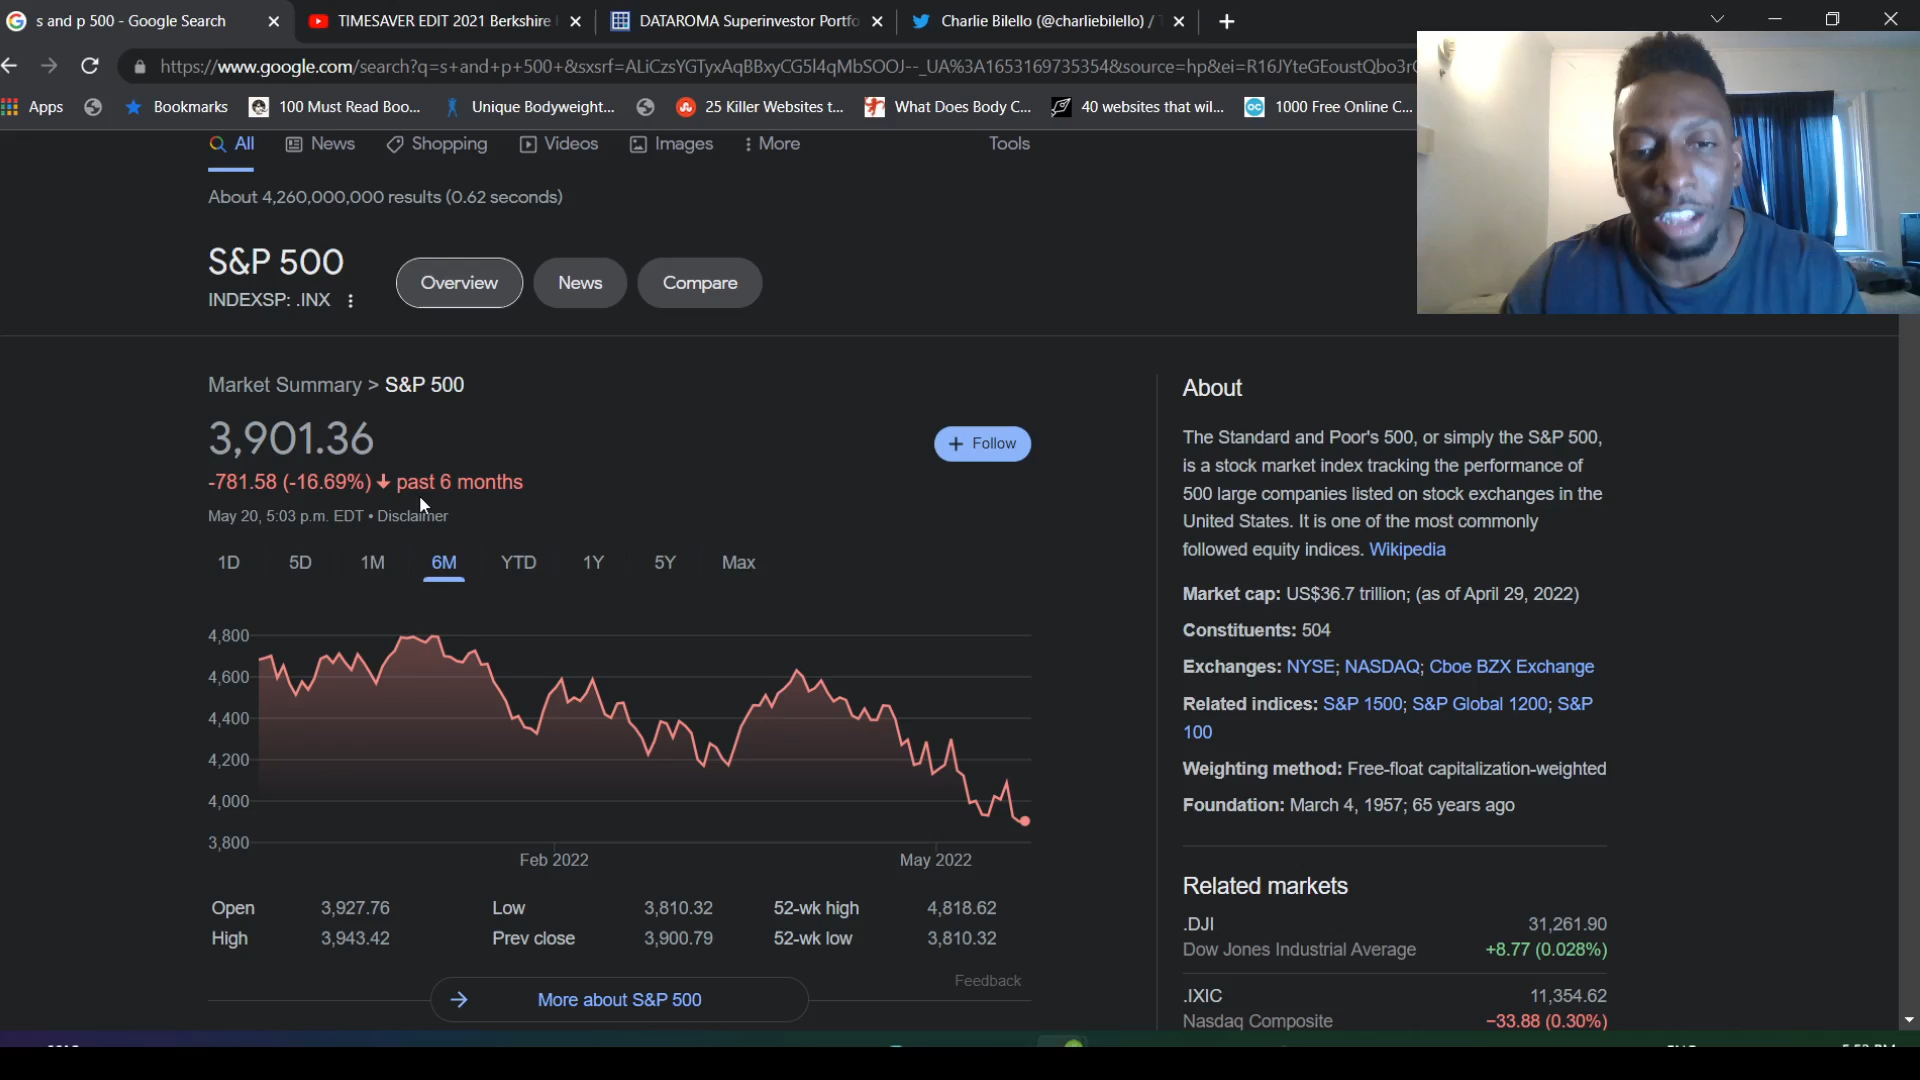 s and p 500 - Google Search
TIMESAVER EDIT 2021 Berkshire
DATAROMA Superinvestor Portfo
Charlie Bilello (@charliebilello) / T
https://www.google.com/search?q=s+and+p+500+&sxsrf=ALiCzsYGTyxAqBBxyCG5l4qMbSOOJ--_UA%3A1653169735354&source=hp&ei=R16JYteGEoustQbo3r
Apps
Bookmarks
100 Must Read Boo...
Unique Bodyweight...
25 Killer Websites t...
What Does Body C...
40 websites that wil...
1000 Free Online C...
All
News
Shopping
Videos
Images
More
Tools
About 4,260,000,000 results (0.62 seconds)
S&P 500
INDEXSP: .INX
Overview
News
Compare
Market Summary > S&P 500
3,901.36
+ Follow
-781.58 (-16.69%) ↓ past 6 months
May 20, 5:03 p.m. EDT • Disclaimer
1D 5D 1M 6M YTD 1Y 5Y Max
4,800
4,600
4,400
4,200
4,000
3,800
Feb 2022
May 2022
Open 3,927.76 Low 3,810.32 52-wk high 4,818.62
High 3,943.42 Prev close 3,900.79 52-wk low 3,810.32
Feedback
More about S&P 500
About
The Standard and Poor's 500, or simply the S&P 500,
is a stock market index tracking the performance of
500 large companies listed on stock exchanges in the
United States. It is one of the most commonly
followed equity indices. Wikipedia
Market cap: US$36.7 trillion; (as of April 29, 2022)
Constituents: 504
Exchanges: NYSE; NASDAQ; Cboe BZX Exchange
Related indices: S&P 1500; S&P Global 1200; S&P
100
Weighting method: Free-float capitalization-weighted
Foundation: March 4, 1957; 65 years ago
Related markets
.DJI 31,261.90
Dow Jones Industrial Average +8.77 (0.028%)
.IXIC 11,354.62
Nasdaq Composite −33.88 (0.30%)